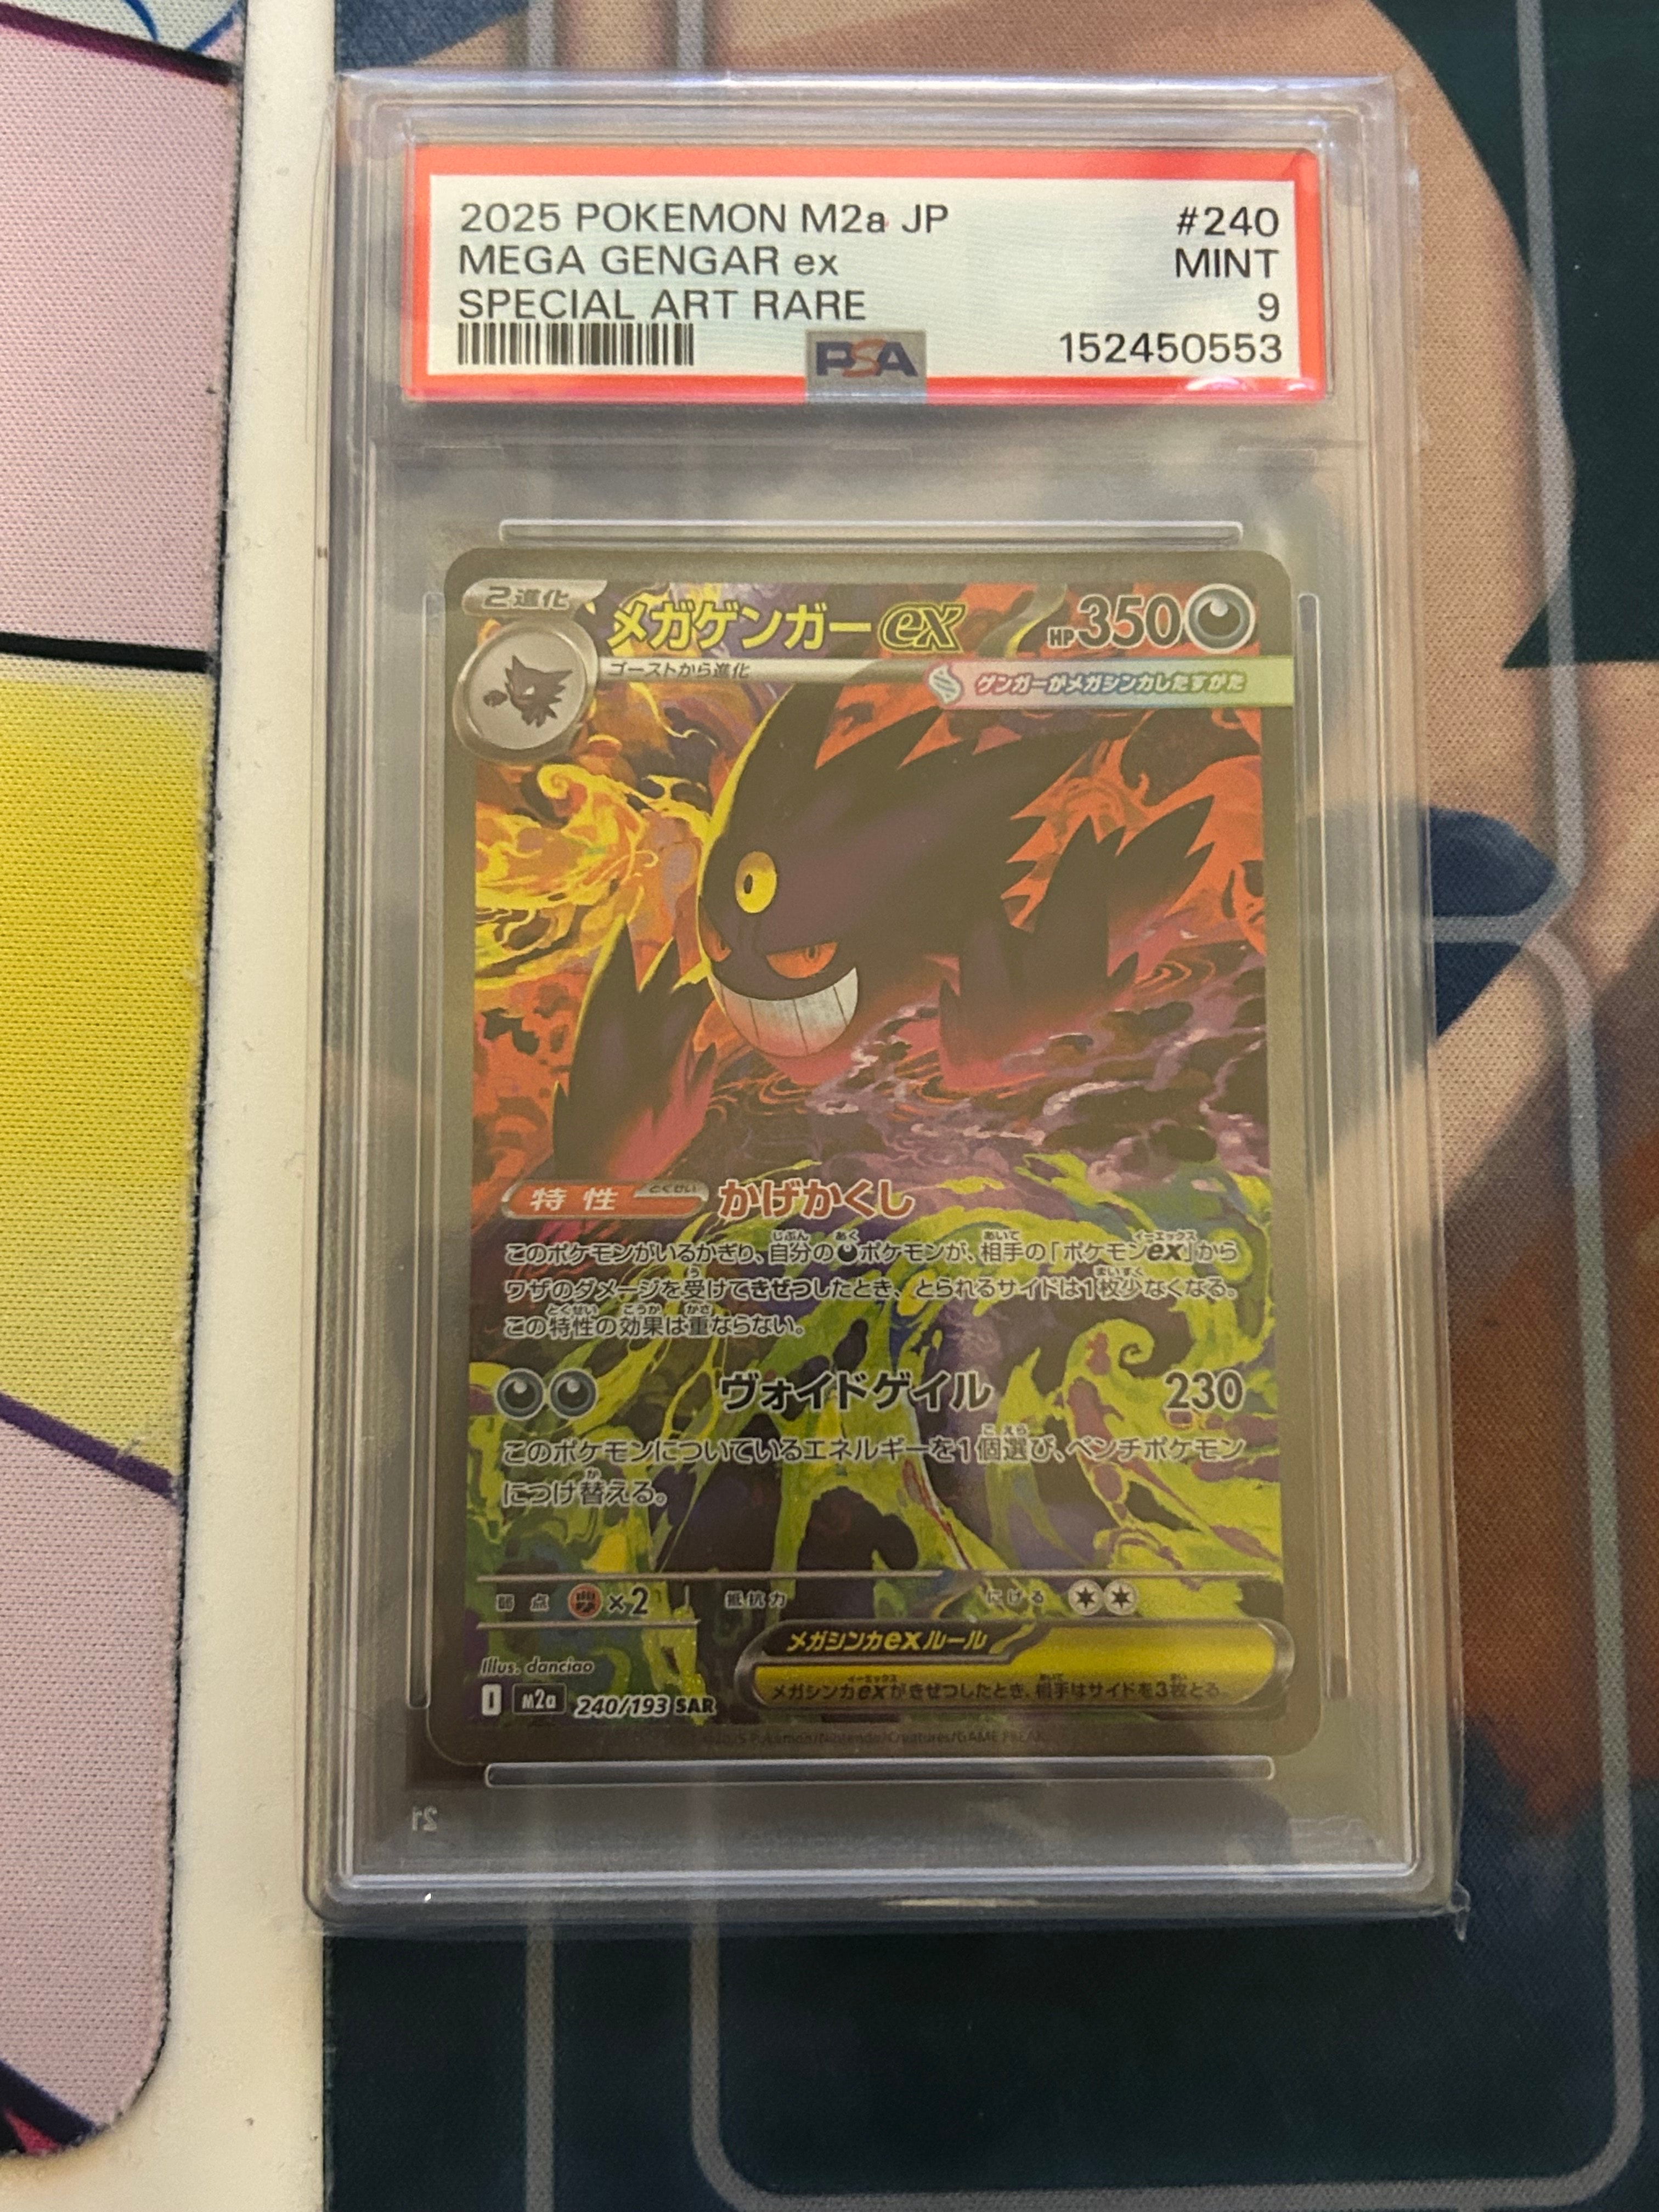 2025 POKEMON M2a JP #240
MEGA GENGAR ex MINT
SPECIAL ART RARE 9
PSA 152450553
2進化 メガゲンガーex HP350
ゴーストから進化 ゲンガーがメガシンカしたすがた
特性 とくせい かげかくし
このポケモンがいるかぎり、自分のポケモンが、相手の「ポケモンex」から
ワザのダメージを受けてきぜつしたとき、とられるサイドは1枚少なくなる。
この特性の効果は重ならない。
ヴォイドゲイル 230
このポケモンについているエネルギーを1個選び、ベンチポケモン
につけ替える。
弱点 ×2 抵抗力 にげる
メガシンカexルール
メガシンカexがきぜつしたとき、相手はサイドを3枚とる。
Illus. danciao
I m2a 240/193 SAR
21